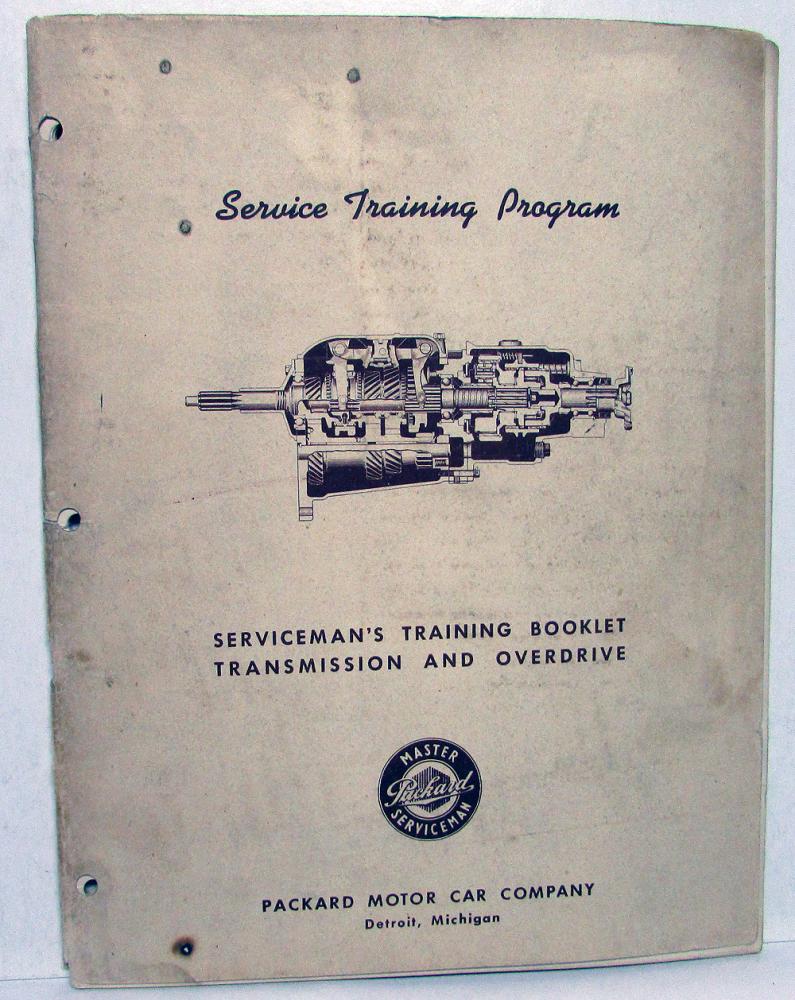 Service Training Program
SERVICEMAN'S TRAINING BOOKLET
TRANSMISSION AND OVERDRIVE
MASTER
Packard
SERVICEMAN
PACKARD MOTOR CAR COMPANY
Detroit, Michigan